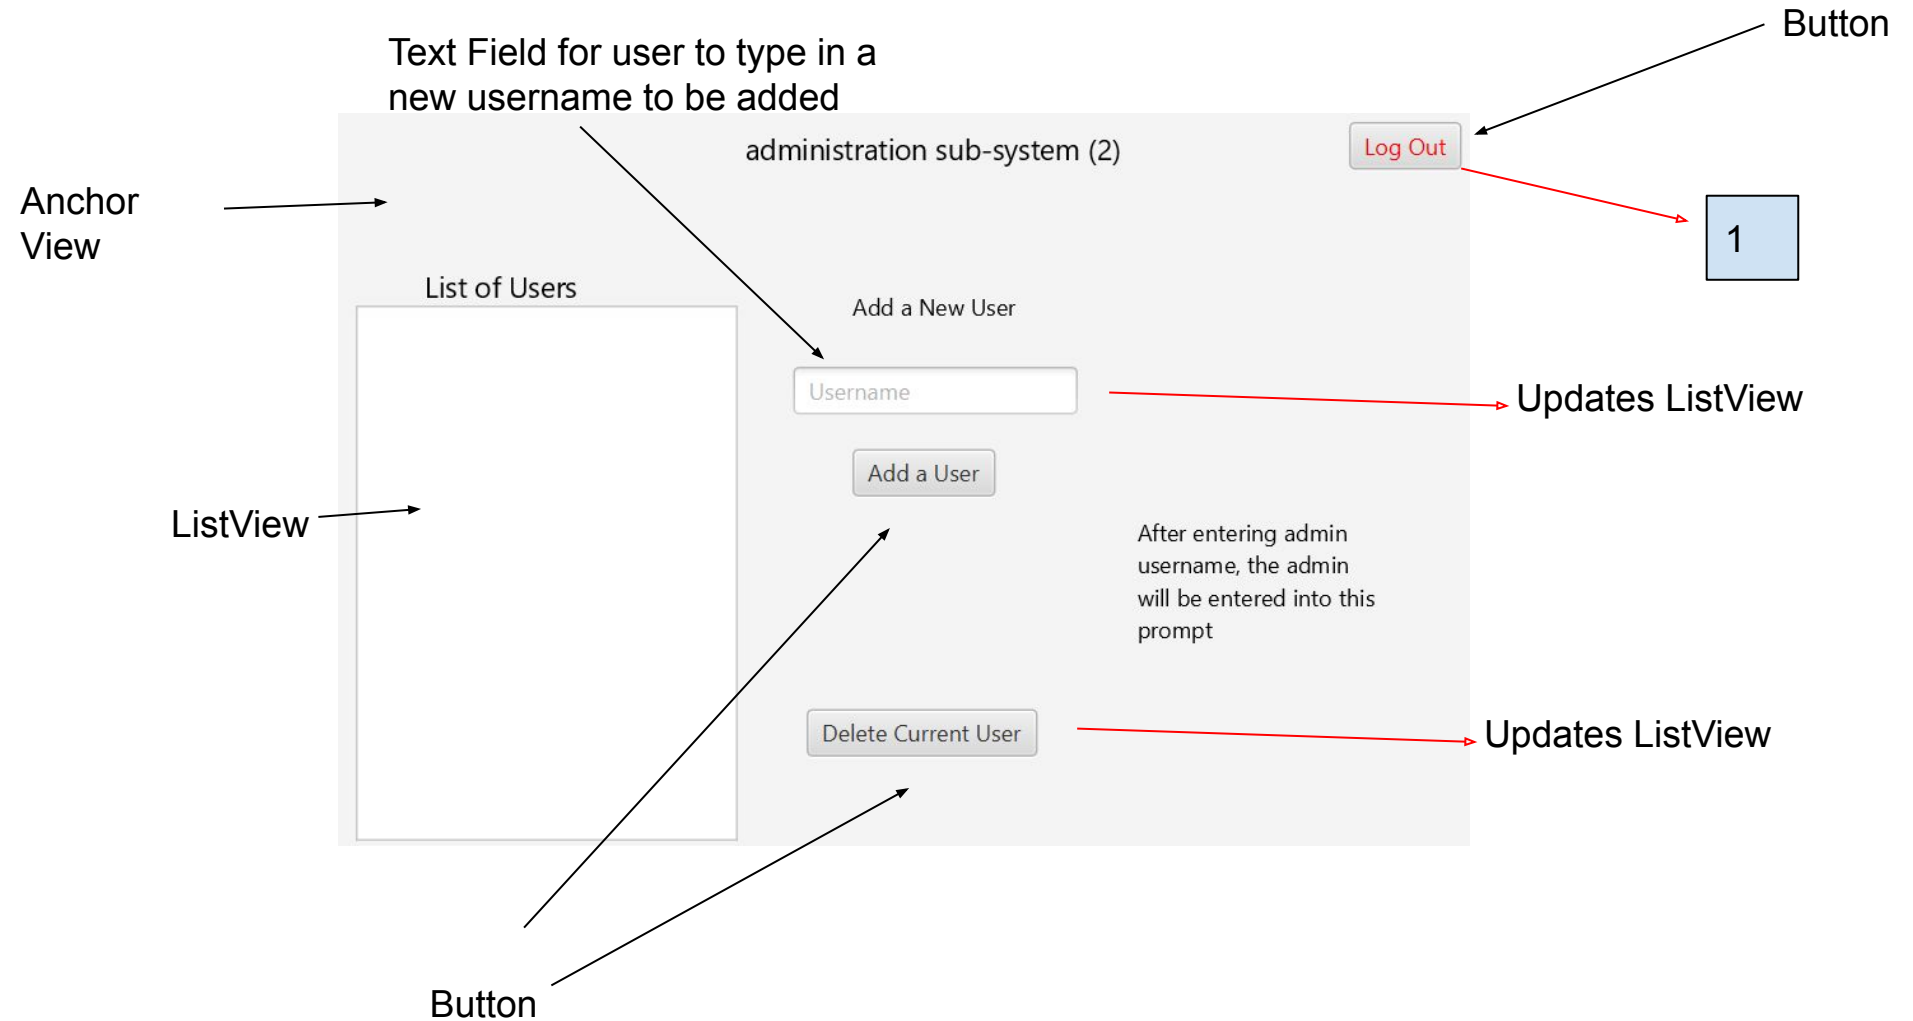 Button
Text Field for user to type in a
new username to be added
administration sub-system (2)
Log Out
Anchor
View
1
List of Users
Add a New User
Username
Updates ListView
Add a User
ListView
After entering admin
username, the admin
will be entered into this
prompt
Delete Current User
Updates ListView
Button